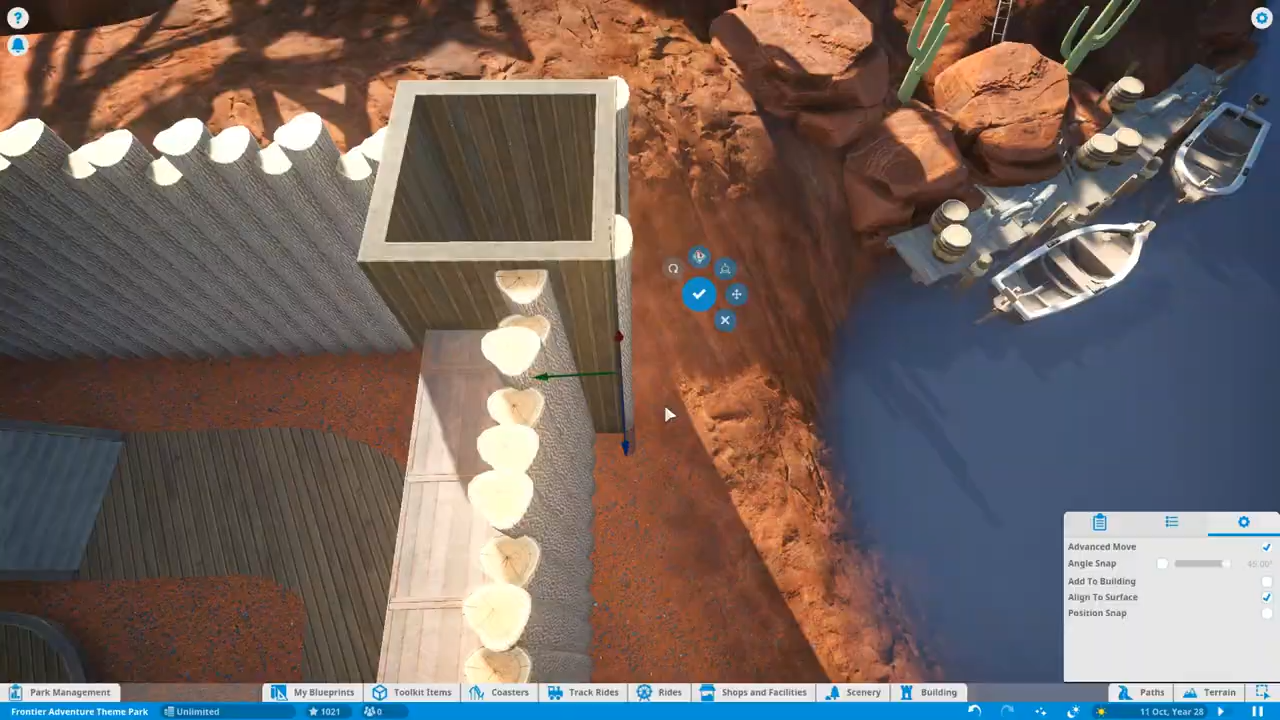 ?
Advanced Move
Angle Snap 45.00°
Add To Building
Align To Surface
Position Snap
Park Management My Blueprints Toolkit Items Coasters Track Rides Rides Shops and Facilities Scenery Building Paths Terrain
Frontier Adventure Theme Park Unlimited 1021 0 11 Oct, Year 28